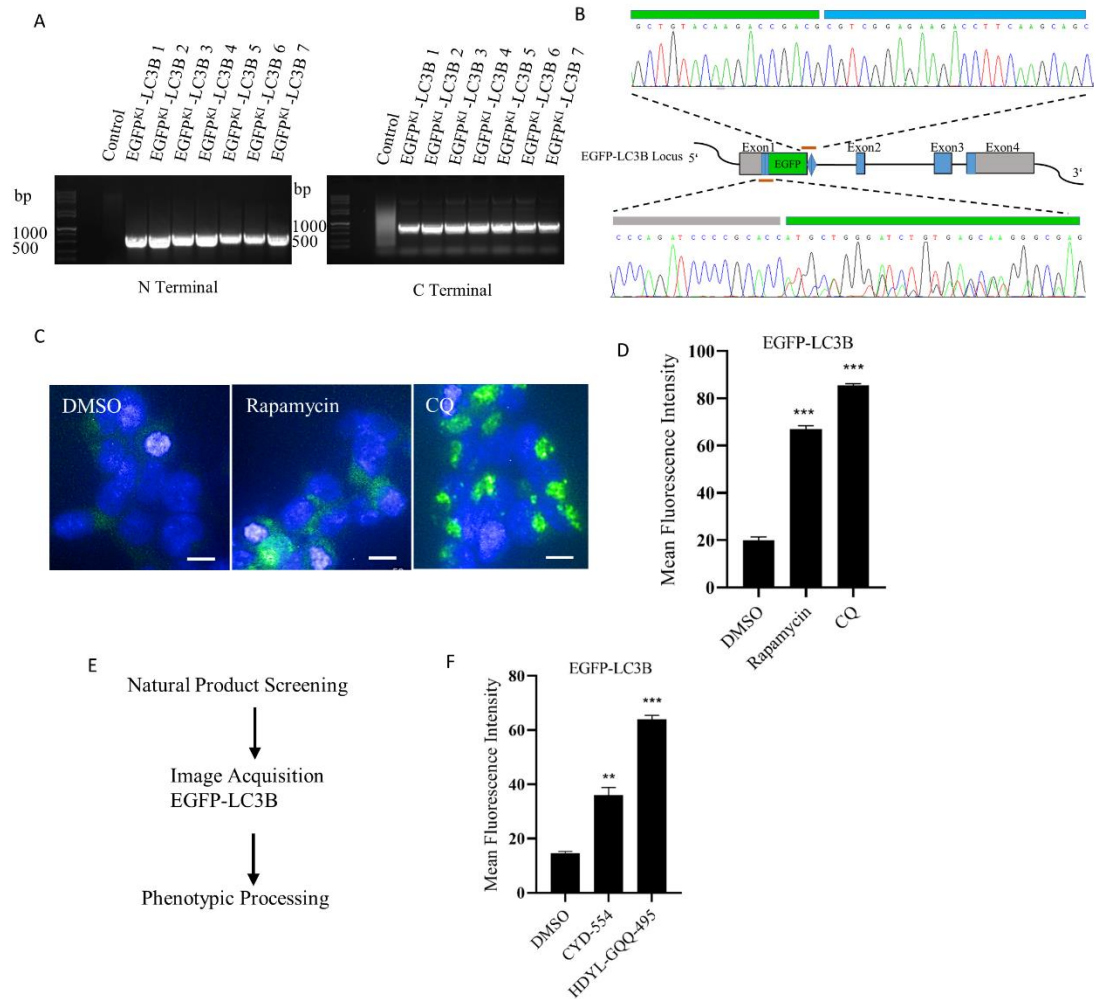 A
Control
EGFPᴷᴵ-LC3B 1
EGFPᴷᴵ-LC3B 2
EGFPᴷᴵ-LC3B 3
EGFPᴷᴵ-LC3B 4
EGFPᴷᴵ-LC3B 5
EGFPᴷᴵ-LC3B 6
EGFPᴷᴵ-LC3B 7
bp
1000
500
N Terminal
Control
EGFPᴷᴵ-LC3B 1
EGFPᴷᴵ-LC3B 2
EGFPᴷᴵ-LC3B 3
EGFPᴷᴵ-LC3B 4
EGFPᴷᴵ-LC3B 5
EGFPᴷᴵ-LC3B 6
EGFPᴷᴵ-LC3B 7
bp
1000
500
C Terminal
B
GCTGTACAAGACCGACGCGTCGGAGAAGACCTTCAAGCAGC
EGFP-LC3B Locus 5‘
Exon1
EGFP
Exon2
Exon3
Exon4
3‘
CCCAGATCCCCGCACCATGCTGGGATCTGTGAGCAAGGGCGAG
C
DMSO
Rapamycin
CQ
D
EGFP-LC3B
Mean Fluorescence Intensity
100
80
60
40
20
0
***
***
DMSO
Rapamycin
CQ
E
Natural Product Screening
Image Acquisition
EGFP-LC3B
Phenotypic Processing
F
EGFP-LC3B
Mean Fluorescence Intensity
80
60
40
20
0
**
***
DMSO
CYD-554
HDYL-GQQ-495